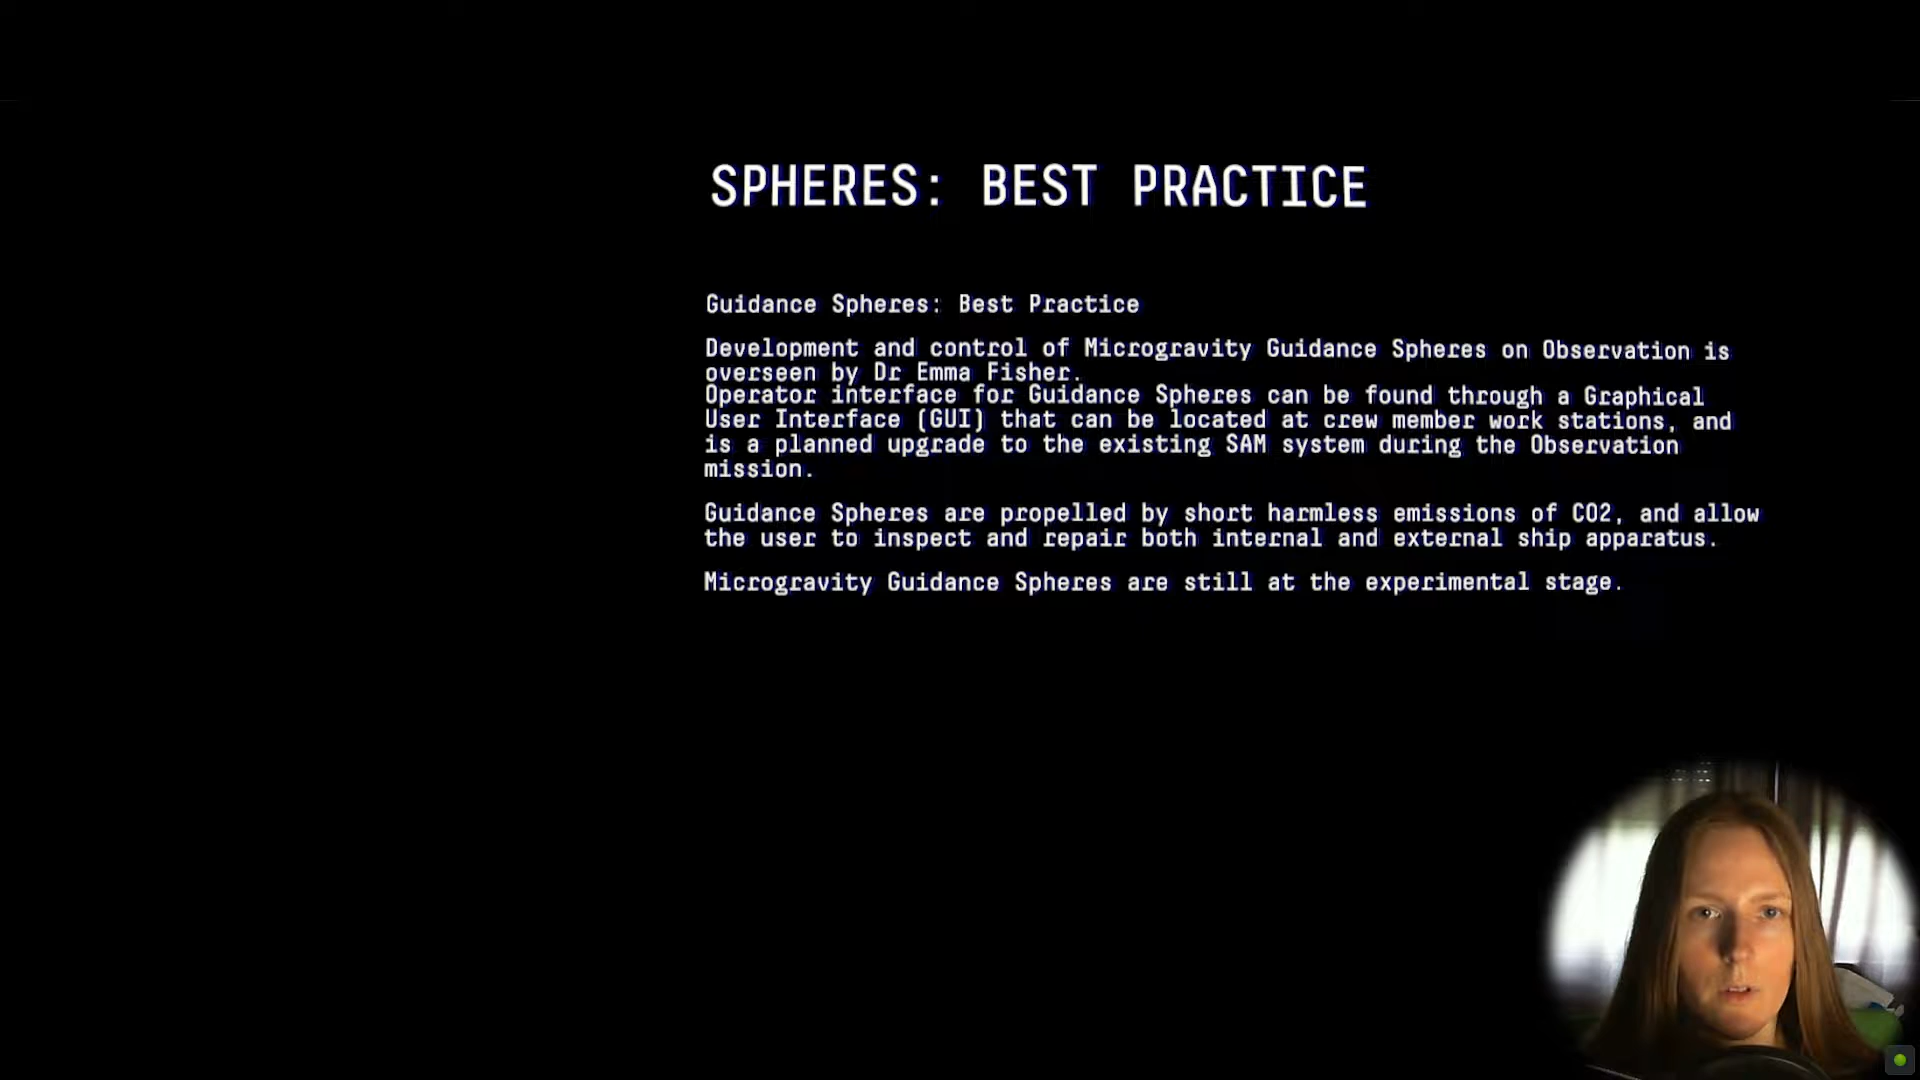 SPHERES: BEST PRACTICE
Guidance Spheres: Best Practice
Development and control of Microgravity Guidance Spheres on Observation is
overseen by Dr Emma Fisher.
Operator interface for Guidance Spheres can be found through a Graphical
User Interface (GUI) that can be located at crew member work stations, and
is a planned upgrade to the existing SAM system during the Observation
mission.
Guidance Spheres are propelled by short harmless emissions of CO2, and allow
the user to inspect and repair both internal and external ship apparatus.
Microgravity Guidance Spheres are still at the experimental stage.